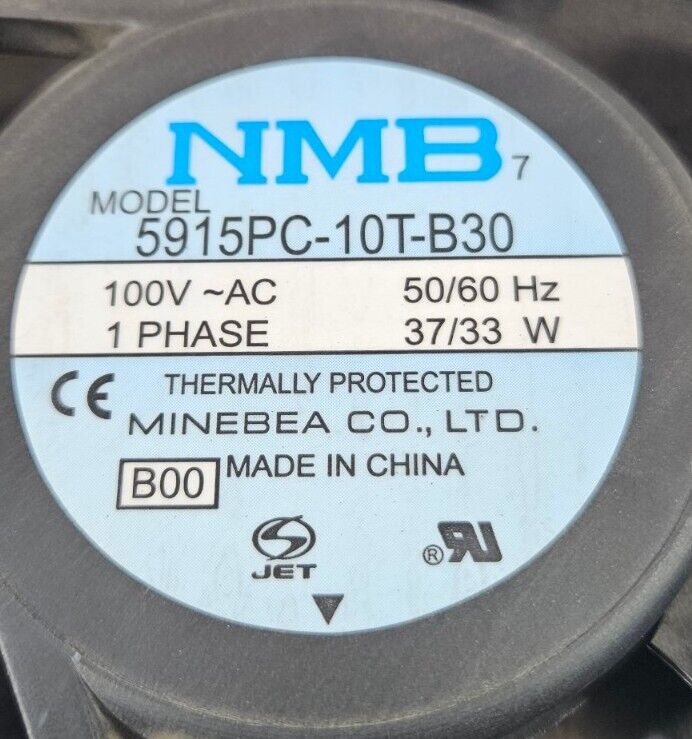 NMB 7
MODEL
5915PC-10T-B30
100V ~AC 50/60 Hz
1 PHASE 37/33 W
CE THERMALLY PROTECTED
MINEBEA CO., LTD.
B00 MADE IN CHINA
S
JET ® RU